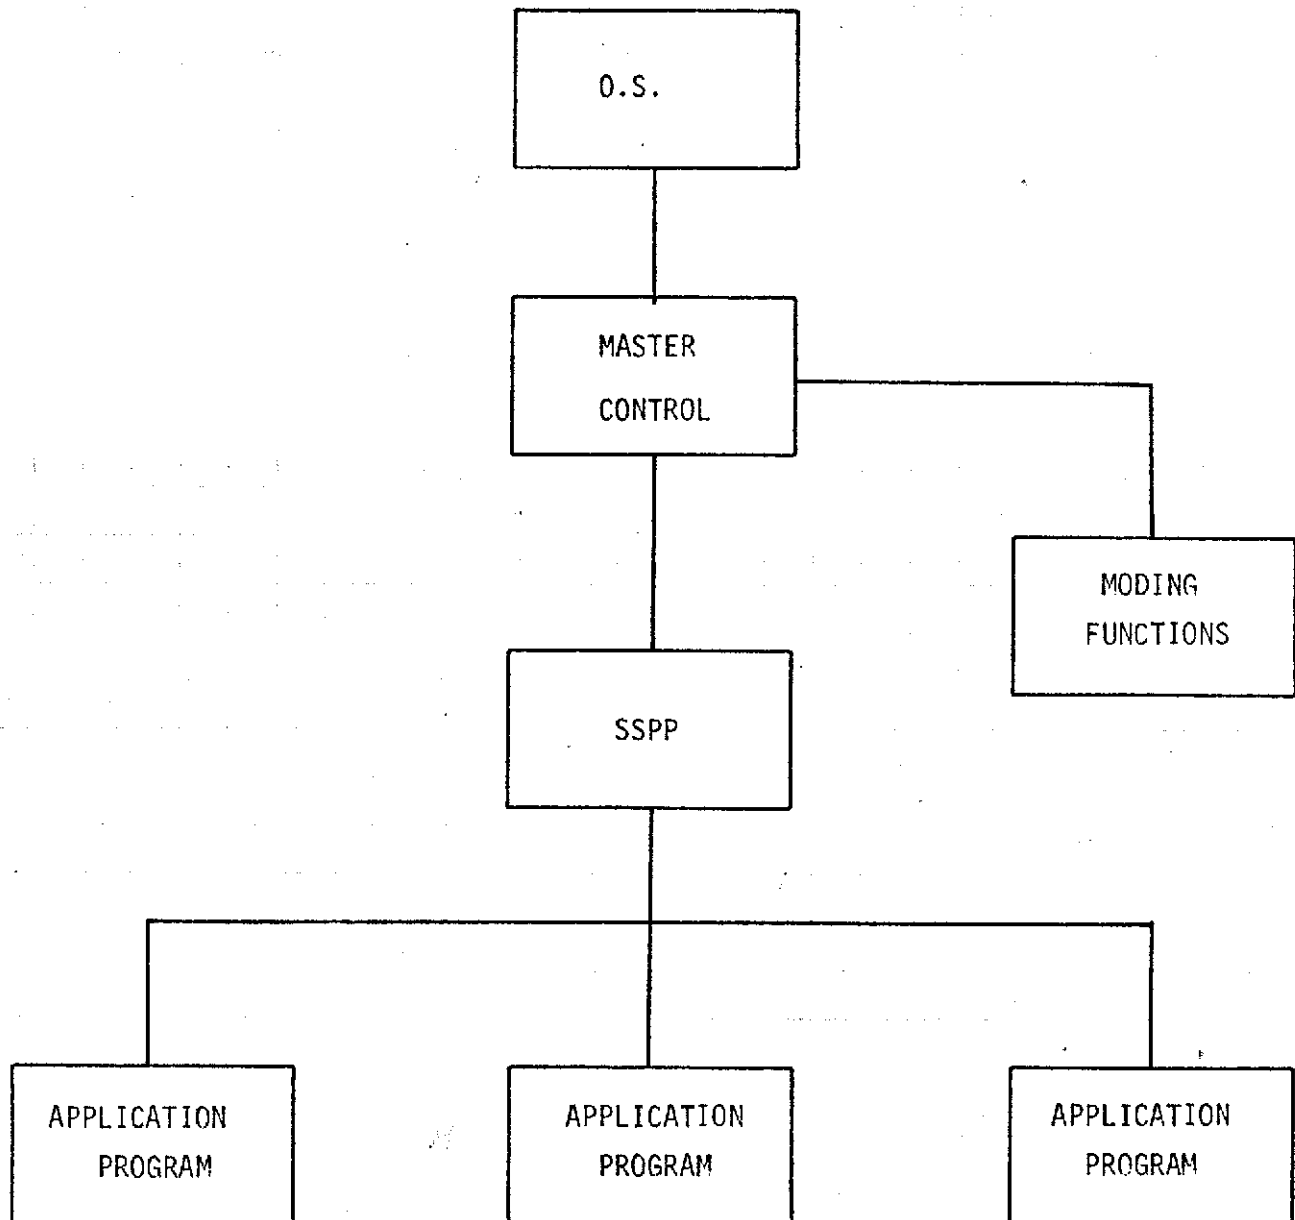 O.S.
MASTER
CONTROL
MODING
FUNCTIONS
SSPP
APPLICATION
PROGRAM
APPLICATION
PROGRAM
APPLICATION
PROGRAM